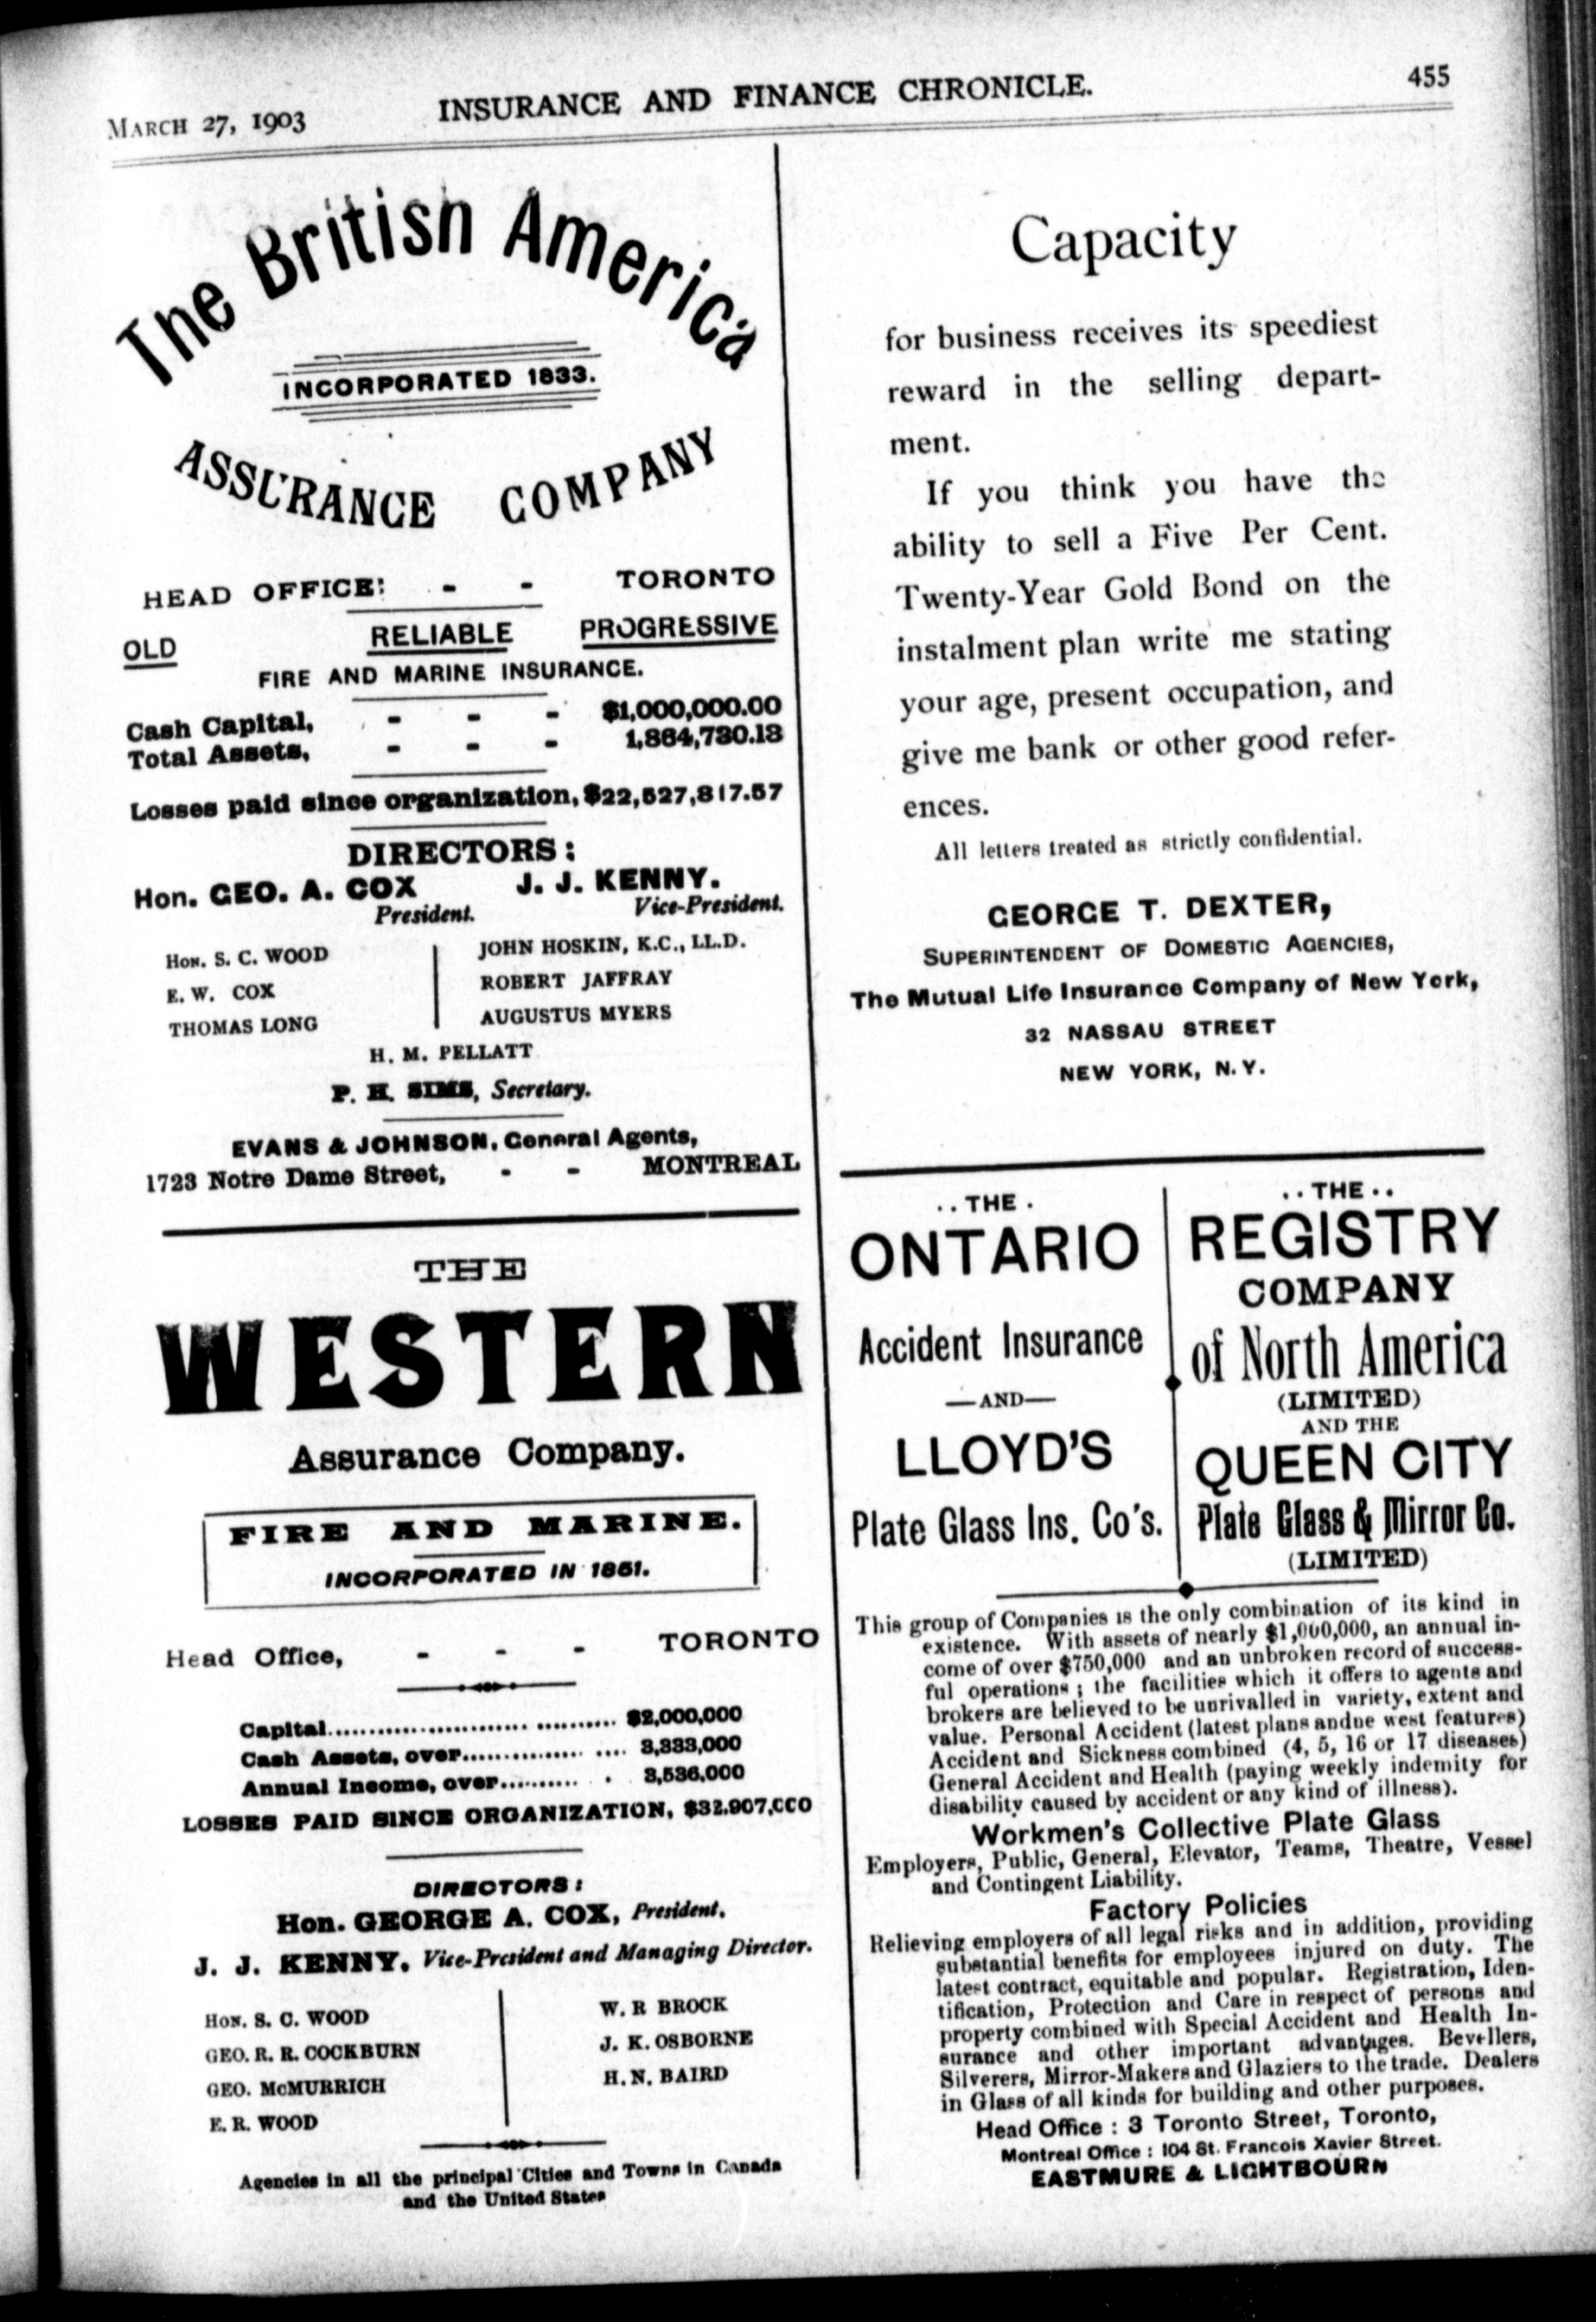 MARCH 27, 1903
INSURANCE AND FINANCE CHRONICLE.
455
The British America
INCORPORATED 1833.
ASSURANCE COMPANY
HEAD OFFICE: - - TORONTO
OLD RELIABLE PROGRESSIVE
FIRE AND MARINE INSURANCE.
Cash Capital, - - - $1,000,000.00
Total Assets, - - - 1,864,730.13
Losses paid since organization, $22,527,817.57
DIRECTORS:
Hon. GEO. A. COX J. J. KENNY.
President. Vice-President.
HON. S. C. WOOD
E. W. COX
THOMAS LONG
JOHN HOSKIN, K.C., LL.D.
ROBERT JAFFRAY
AUGUSTUS MYERS
H. M. PELLATT
P. H. SIMS, Secretary.
EVANS & JOHNSON, General Agents,
1723 Notre Dame Street, - - MONTREAL
THE
WESTERN
Assurance Company.
FIRE AND MARINE.
INCORPORATED IN 1851.
Head Office, - - - TORONTO
Capital........................ .......... $2,000,000
Cash Assets, over............... .... 3,333,000
Annual Income, over.......... . 3,536,000
LOSSES PAID SINCE ORGANIZATION, $32,907,000
DIRECTORS:
Hon. GEORGE A. COX, President.
J. J. KENNY, Vice-President and Managing Director.
HON. S. C. WOOD
GEO. R. R. COCKBURN
GEO. McMURRICH
E. R. WOOD
W. R BROCK
J. K. OSBORNE
H. N. BAIRD
Agencies in all the principal Cities and Towns in Canada
and the United States
Capacity
for business receives its speediest
reward in the selling depart-
ment.
If you think you have the
ability to sell a Five Per Cent.
Twenty-Year Gold Bond on the
instalment plan write me stating
your age, present occupation, and
give me bank or other good refer-
ences.
All letters treated as strictly confidential.
GEORGE T. DEXTER,
SUPERINTENDENT OF DOMESTIC AGENCIES,
The Mutual Life Insurance Company of New York,
32 NASSAU STREET
NEW YORK, N.Y.
..THE.
ONTARIO
Accident Insurance
—AND—
LLOYD'S
Plate Glass Ins. Co's.
..THE..
REGISTRY
COMPANY
of North America
(LIMITED)
AND THE
QUEEN CITY
Plate Glass & Mirror Co.
(LIMITED)
This group of Companies is the only combination of its kind in
existence. With assets of nearly $1,000,000, an annual in-
come of over $750,000 and an unbroken record of success-
ful operations; the facilities which it offers to agents and
brokers are believed to be unrivalled in variety, extent and
value. Personal Accident (latest plans andne west features)
Accident and Sickness combined (4, 5, 16 or 17 diseases)
General Accident and Health (paying weekly indemity for
disability caused by accident or any kind of illness).
Workmen's Collective Plate Glass
Employers, Public, General, Elevator, Teams, Theatre, Vessel
and Contingent Liability.
Factory Policies
Relieving employers of all legal risks and in addition, providing
substantial benefits for employees injured on duty. The
latest contract, equitable and popular. Registration, Iden-
tification, Protection and Care in respect of persons and
property combined with Special Accident and Health In-
surance and other important advantages. Bevellers,
Silverers, Mirror-Makers and Glaziers to the trade. Dealers
in Glass of all kinds for building and other purposes.
Head Office : 3 Toronto Street, Toronto,
Montreal Office : 104 St. Francois Xavier Street.
EASTMURE & LIGHTBOURN